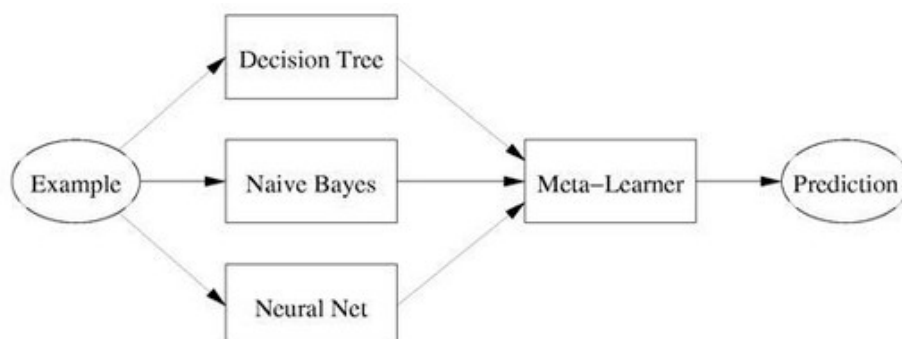 Decision Tree
Example
Naive Bayes
Meta-Learner
Prediction
Neural Net